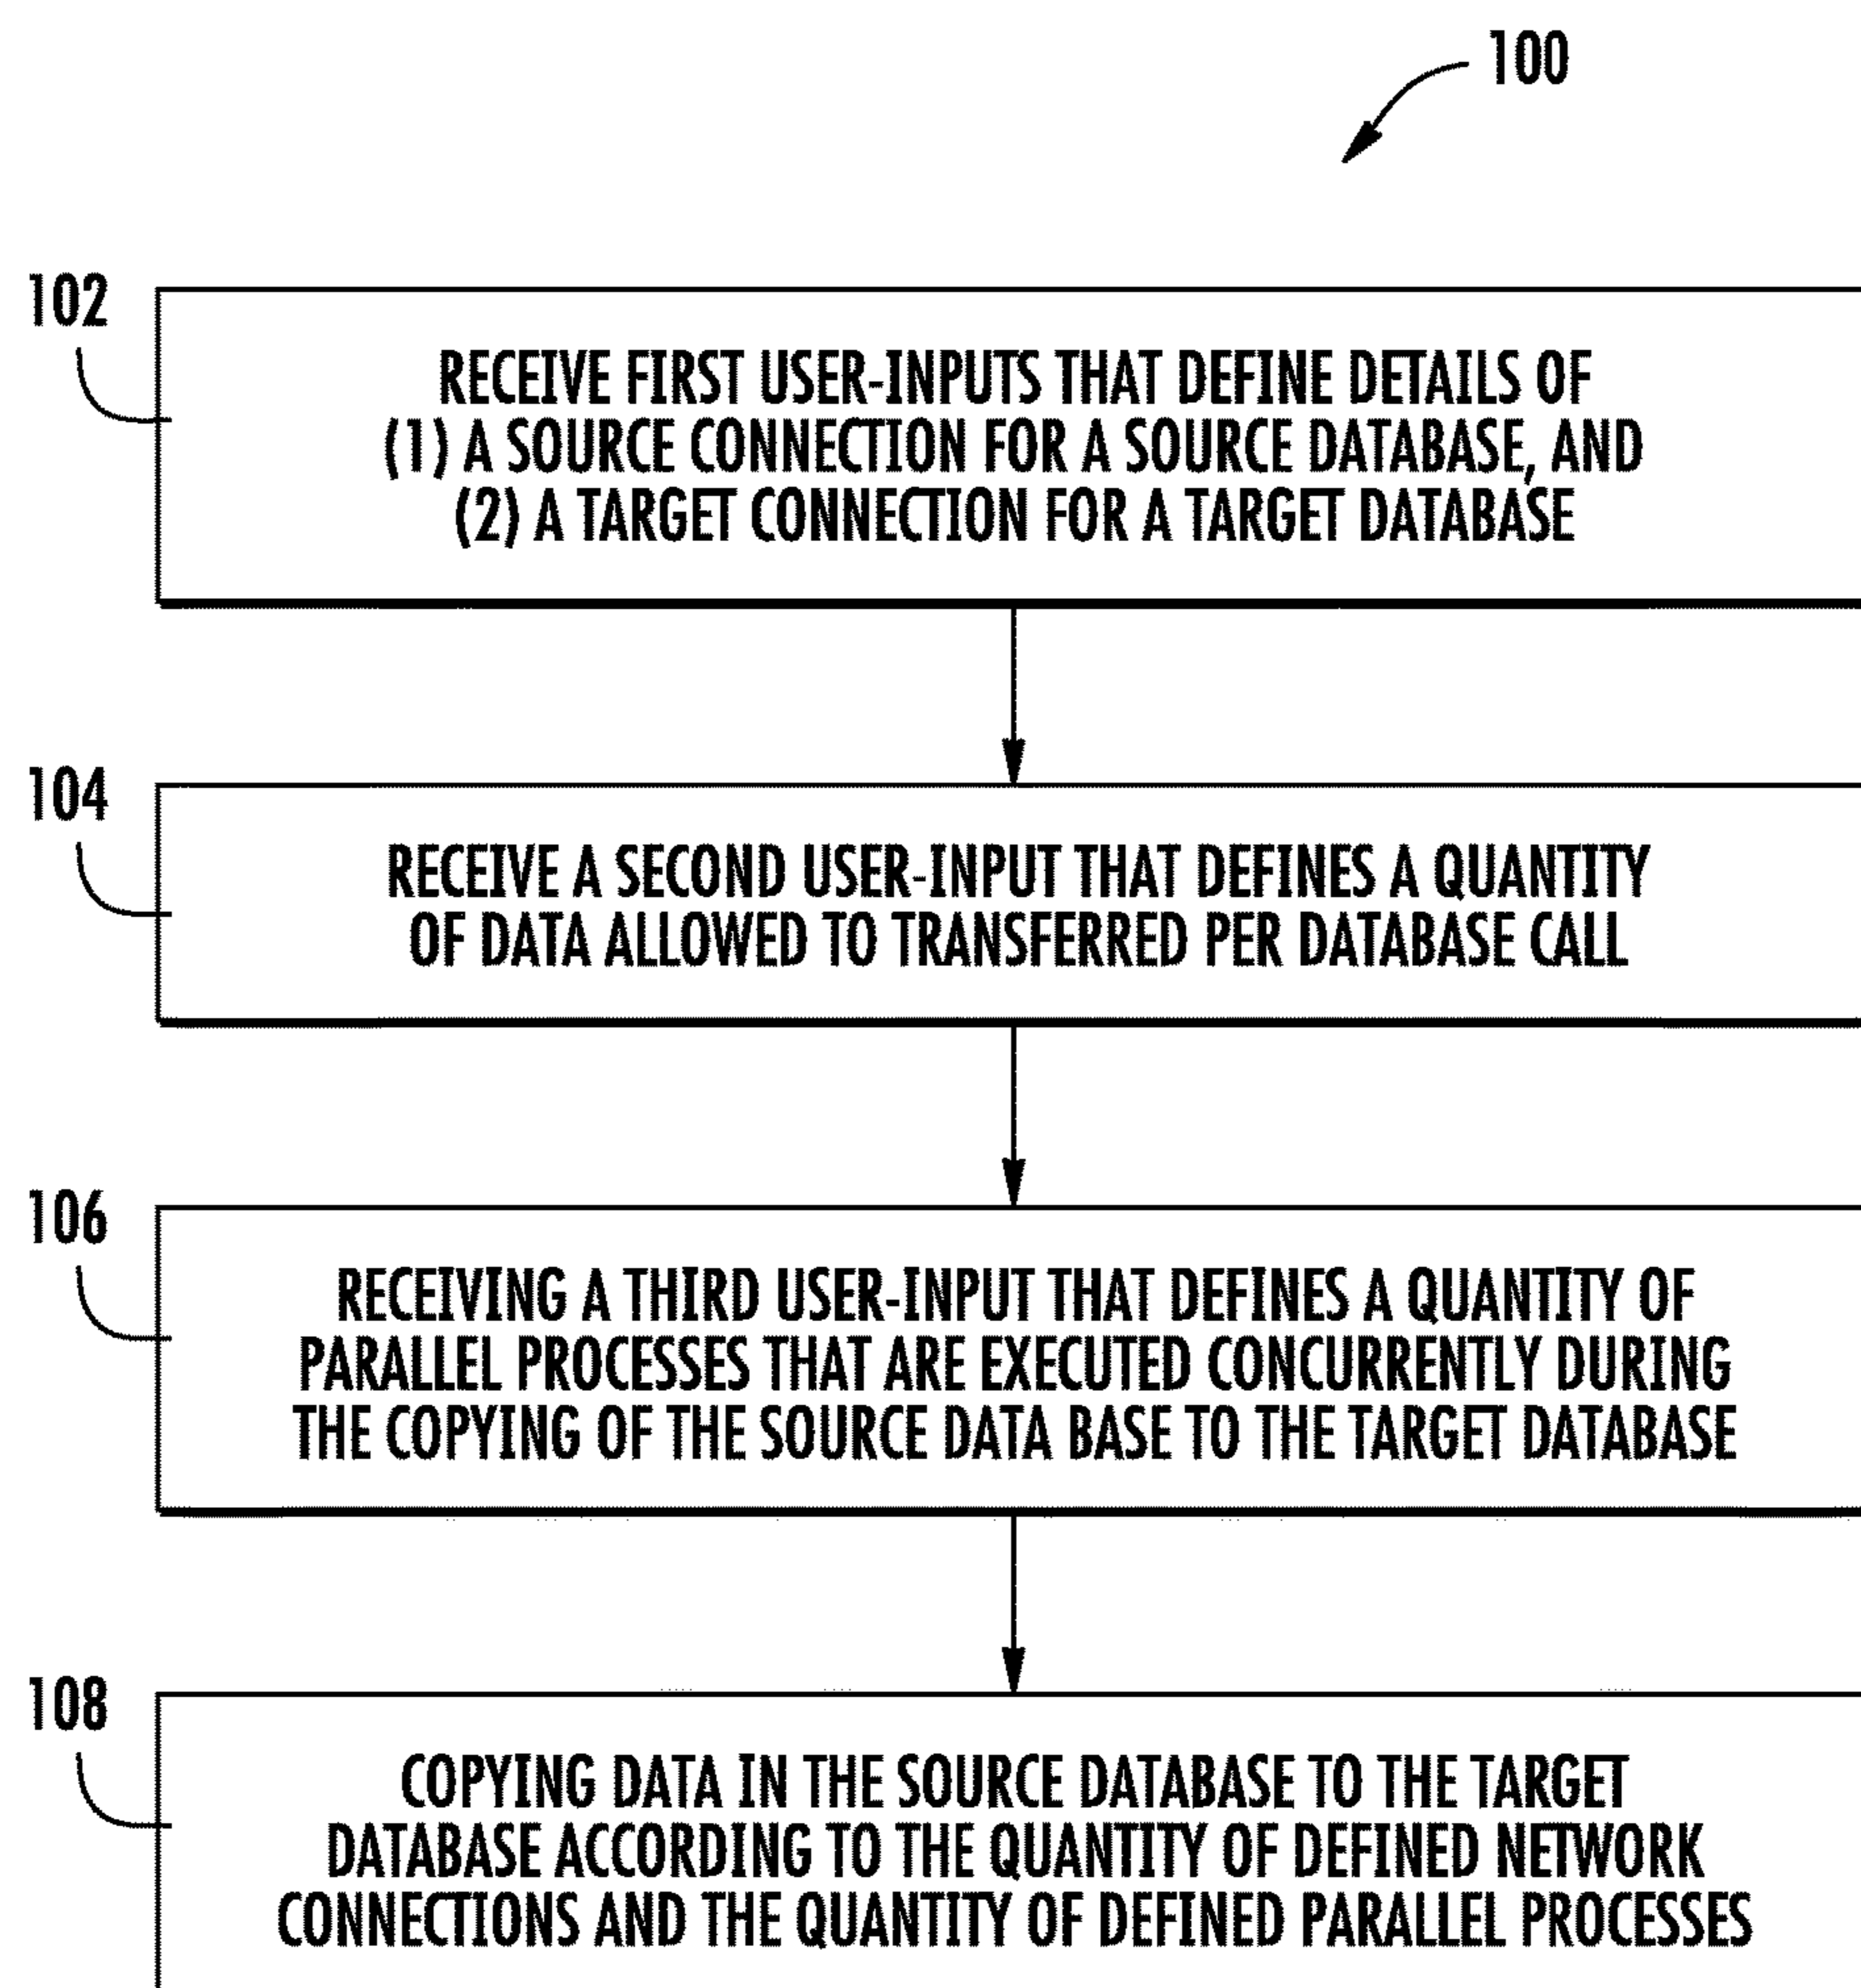 100
102
RECEIVE FIRST USER-INPUTS THAT DEFINE DETAILS OF
(1) A SOURCE CONNECTION FOR A SOURCE DATABASE, AND
(2) A TARGET CONNECTION FOR A TARGET DATABASE
104
RECEIVE A SECOND USER-INPUT THAT DEFINES A QUANTITY
OF DATA ALLOWED TO TRANSFERRED PER DATABASE CALL
106
RECEIVING A THIRD USER-INPUT THAT DEFINES A QUANTITY OF
PARALLEL PROCESSES THAT ARE EXECUTED CONCURRENTLY DURING
THE COPYING OF THE SOURCE DATA BASE TO THE TARGET DATABASE
108
COPYING DATA IN THE SOURCE DATABASE TO THE TARGET
DATABASE ACCORDING TO THE QUANTITY OF DEFINED NETWORK
CONNECTIONS AND THE QUANTITY OF DEFINED PARALLEL PROCESSES